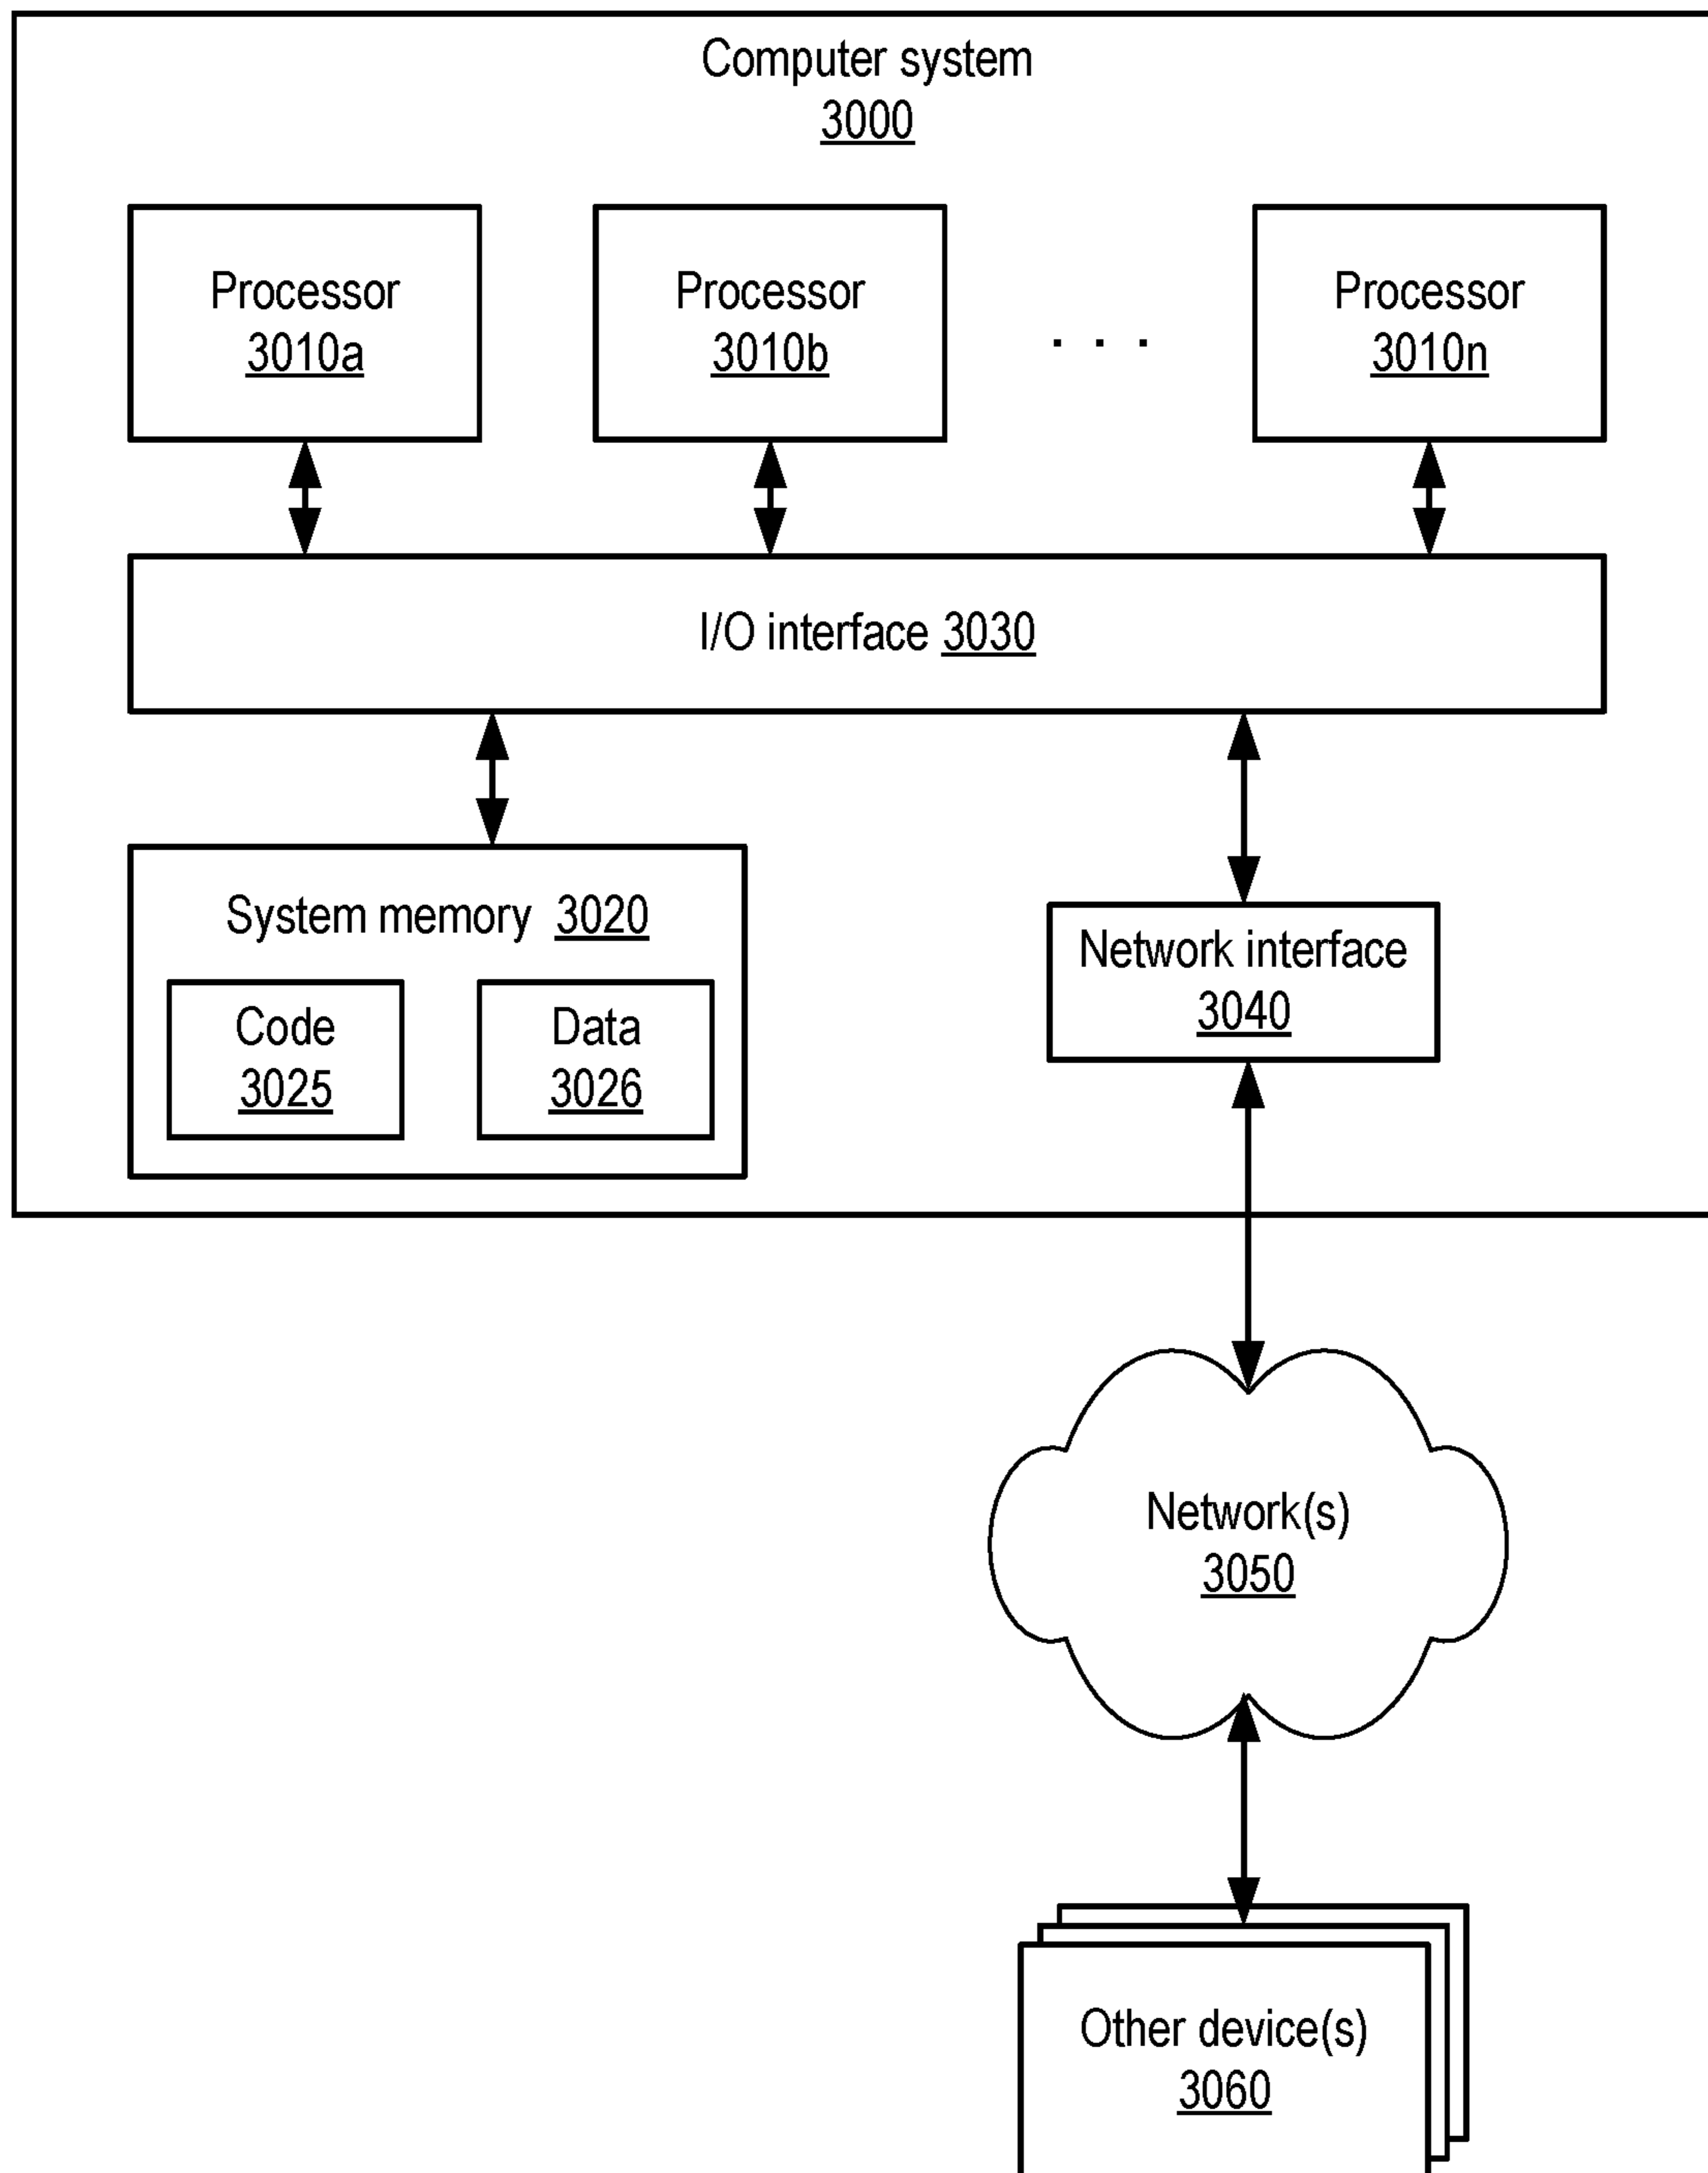 Computer system
3000
Processor
3010a
Processor
3010b
. . .
Processor
3010n
I/O interface 3030
System memory 3020
Code
3025
Data
3026
Network interface
3040
Network(s)
3050
Other device(s)
3060